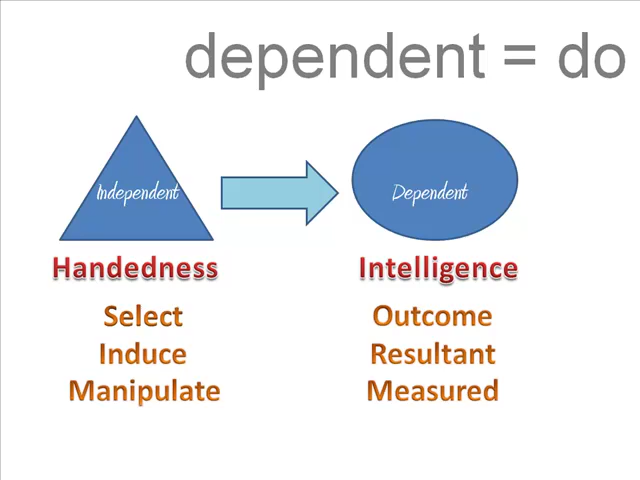 dependent = do
Independent
Dependent
Handedness
Intelligence
Select
Induce
Manipulate
Outcome
Resultant
Measured